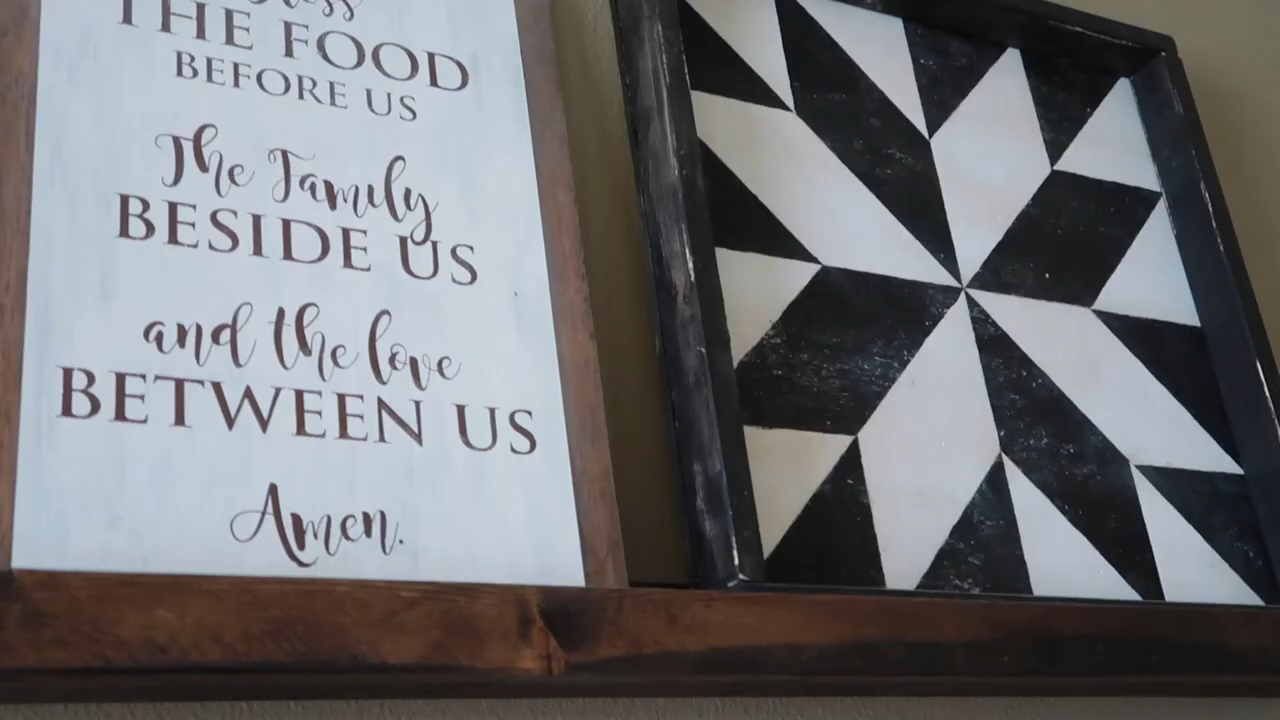 THE FOOD
BEFORE US
The Family
BESIDE US
and the love
BETWEEN US
Amen.